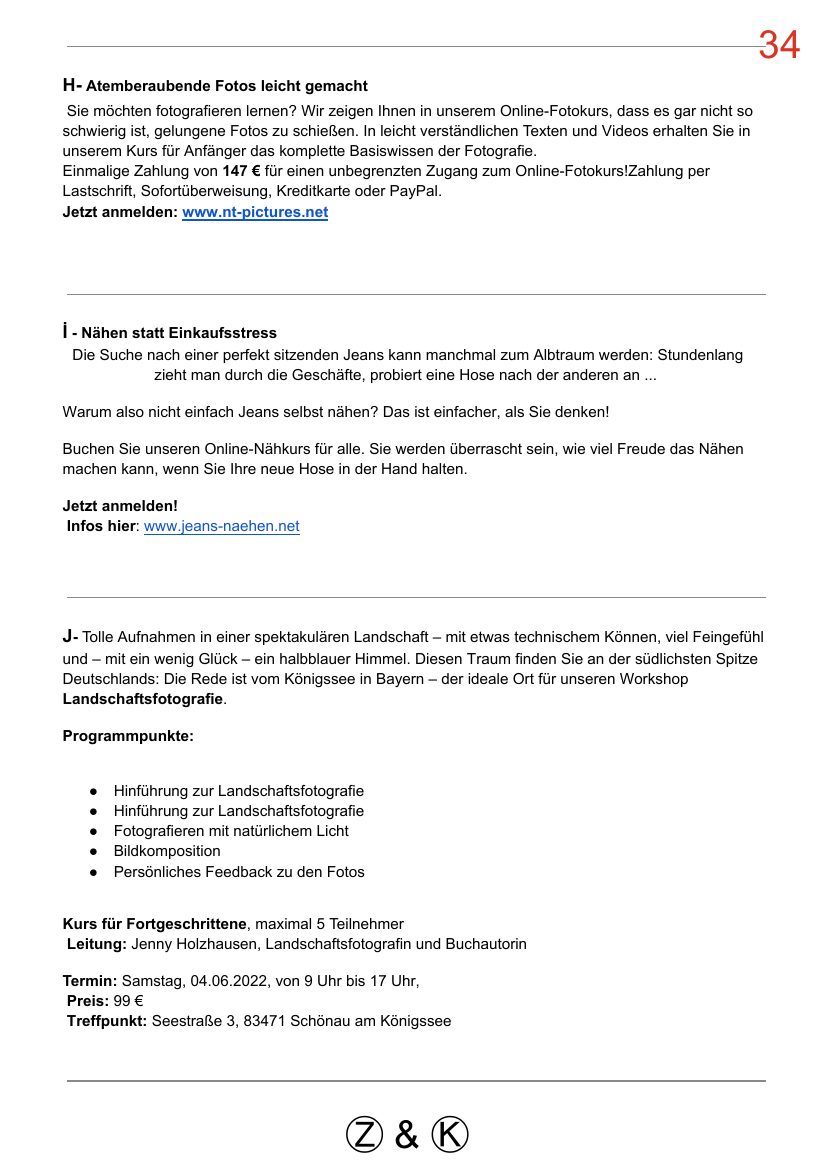 34
H- Atemberaubende Fotos leicht gemacht
Sie möchten fotografieren lernen? Wir zeigen Ihnen in unserem Online-Fotokurs, dass es gar nicht so
schwierig ist, gelungene Fotos zu schießen. In leicht verständlichen Texten und Videos erhalten Sie in
unserem Kurs für Anfänger das komplette Basiswissen der Fotografie.
Einmalige Zahlung von 147 € für einen unbegrenzten Zugang zum Online-Fotokurs!Zahlung per
Lastschrift, Sofortüberweisung, Kreditkarte oder PayPal.
Jetzt anmelden: www.nt-pictures.net
İ - Nähen statt Einkaufsstress
Die Suche nach einer perfekt sitzenden Jeans kann manchmal zum Albtraum werden: Stundenlang
zieht man durch die Geschäfte, probiert eine Hose nach der anderen an ...
Warum also nicht einfach Jeans selbst nähen? Das ist einfacher, als Sie denken!
Buchen Sie unseren Online-Nähkurs für alle. Sie werden überrascht sein, wie viel Freude das Nähen
machen kann, wenn Sie Ihre neue Hose in der Hand halten.
Jetzt anmelden!
Infos hier: www.jeans-naehen.net
J- Tolle Aufnahmen in einer spektakulären Landschaft – mit etwas technischem Können, viel Feingefühl
und – mit ein wenig Glück – ein halbblauer Himmel. Diesen Traum finden Sie an der südlichsten Spitze
Deutschlands: Die Rede ist vom Königssee in Bayern – der ideale Ort für unseren Workshop
Landschaftsfotografie.
Programmpunkte:
● Hinführung zur Landschaftsfotografie
● Hinführung zur Landschaftsfotografie
● Fotografieren mit natürlichem Licht
● Bildkomposition
● Persönliches Feedback zu den Fotos
Kurs für Fortgeschrittene, maximal 5 Teilnehmer
Leitung: Jenny Holzhausen, Landschaftsfotografin und Buchautorin
Termin: Samstag, 04.06.2022, von 9 Uhr bis 17 Uhr,
Preis: 99 €
Treffpunkt: Seestraße 3, 83471 Schönau am Königssee
Ⓩ & Ⓚ